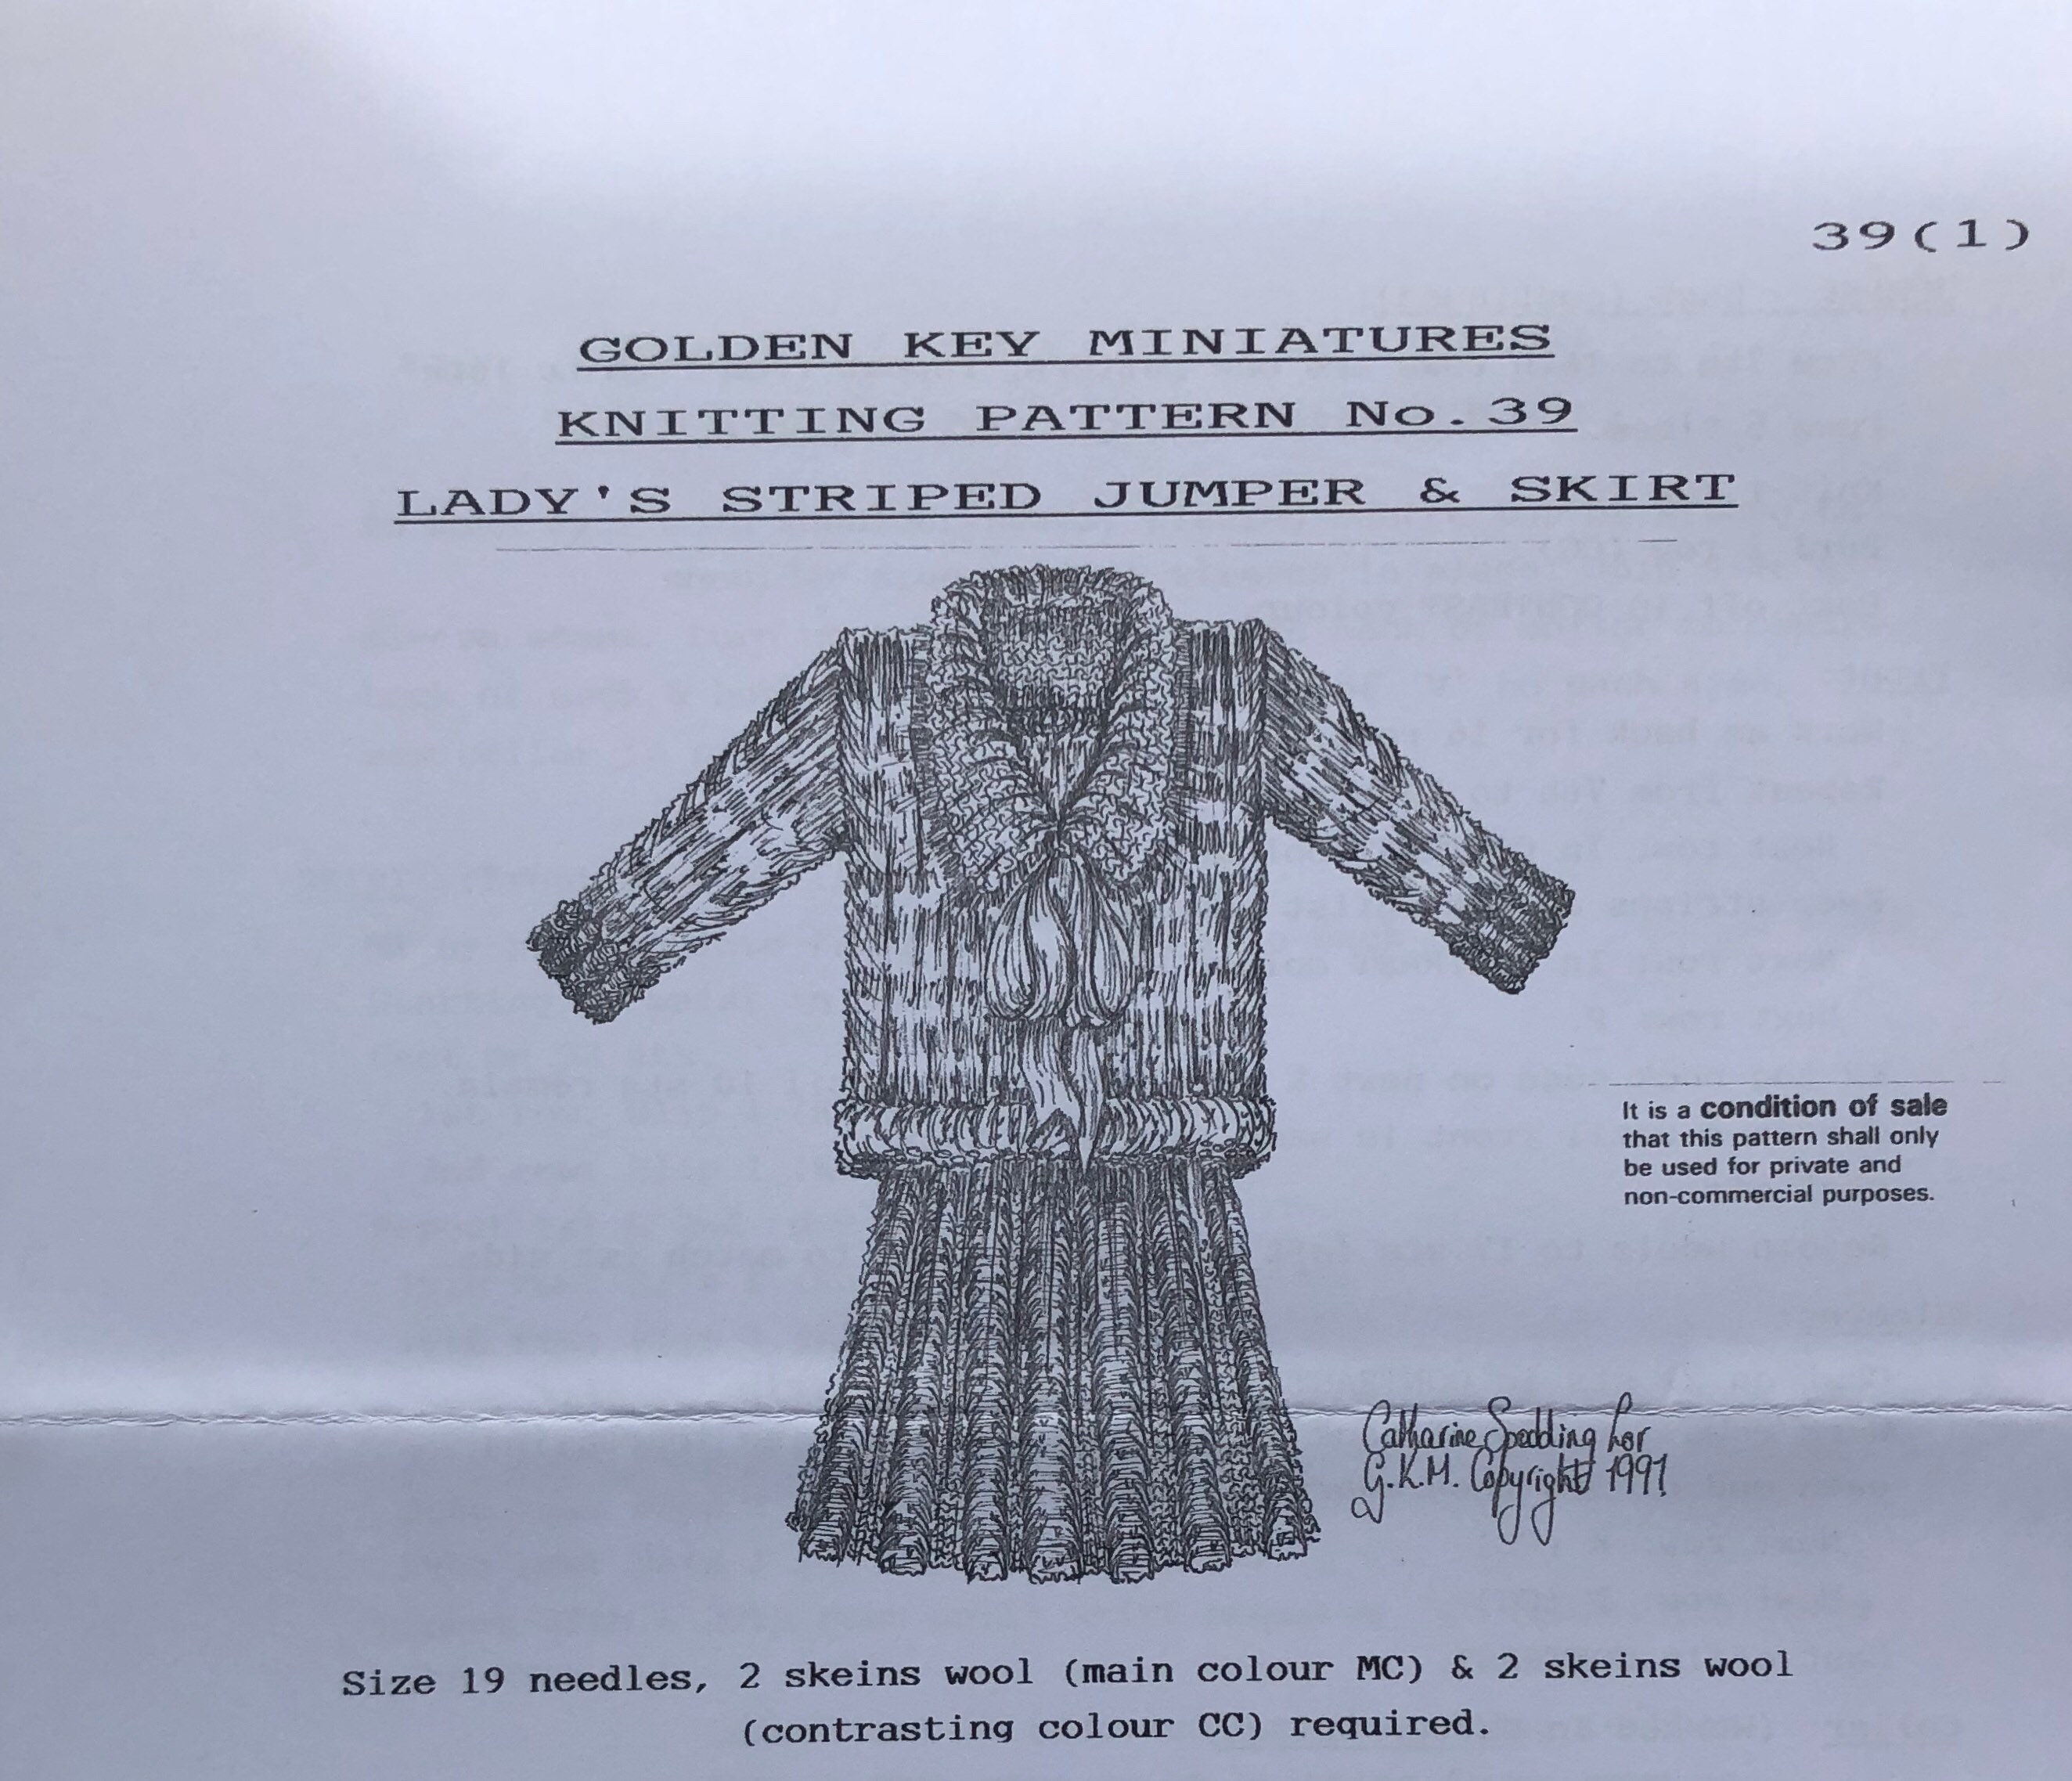 39(1)
GOLDEN KEY MINIATURES
KNITTING PATTERN No.39
LADY'S STRIPED JUMPER & SKIRT
It is a condition of sale
that this pattern shall only
be used for private and
non-commercial purposes.
Catharine Spedding for
G.K.M. Copyright 1991.
Size 19 needles, 2 skeins wool (main colour MC) & 2 skeins wool
(contrasting colour CC) required.